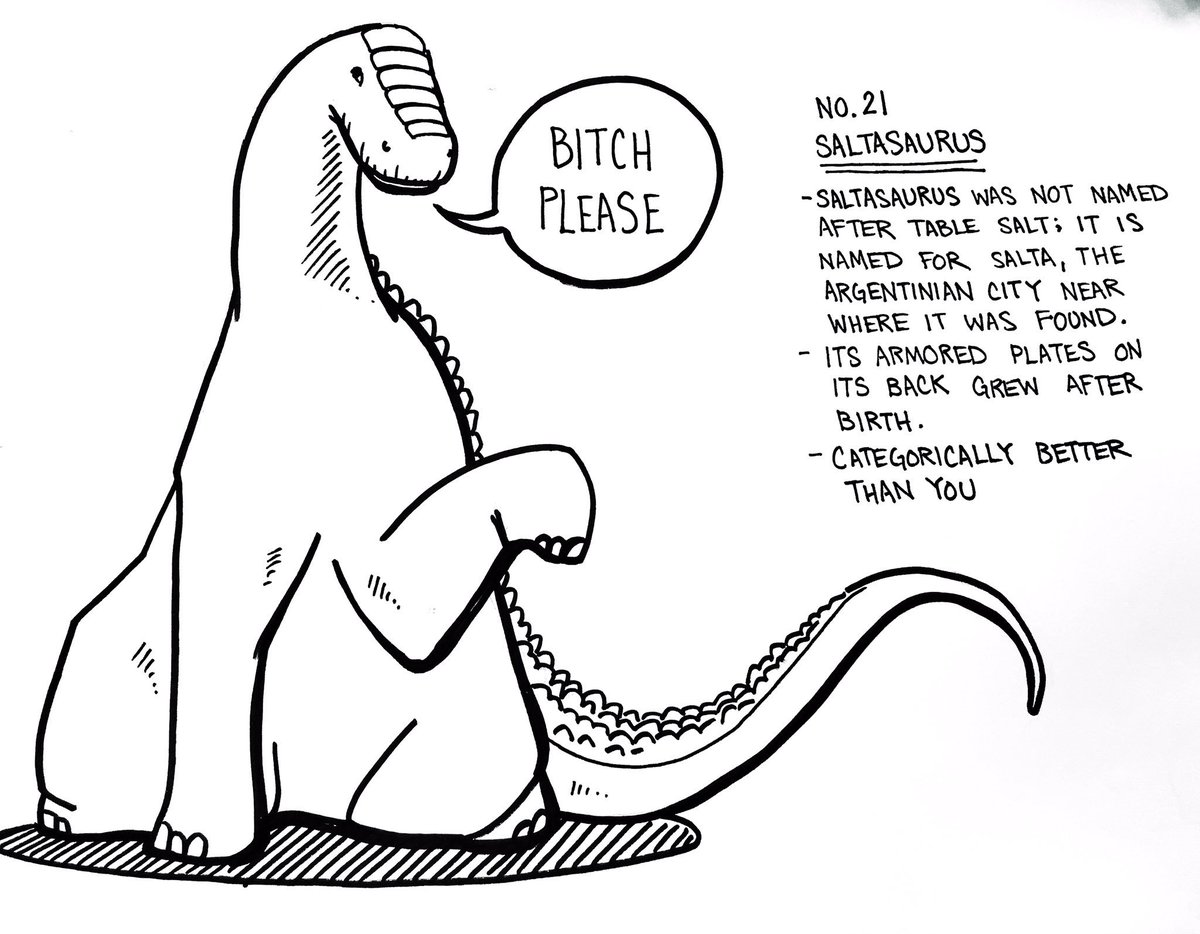 BITCH
PLEASE
NO. 21
SALTASAURUS
- SALTASAURUS WAS NOT NAMED
AFTER TABLE SALT; IT IS
NAMED FOR SALTA, THE
ARGENTINIAN CITY NEAR
WHERE IT WAS FOUND.
- ITS ARMORED PLATES ON
ITS BACK GREW AFTER
BIRTH.
- CATEGORICALLY BETTER
THAN YOU